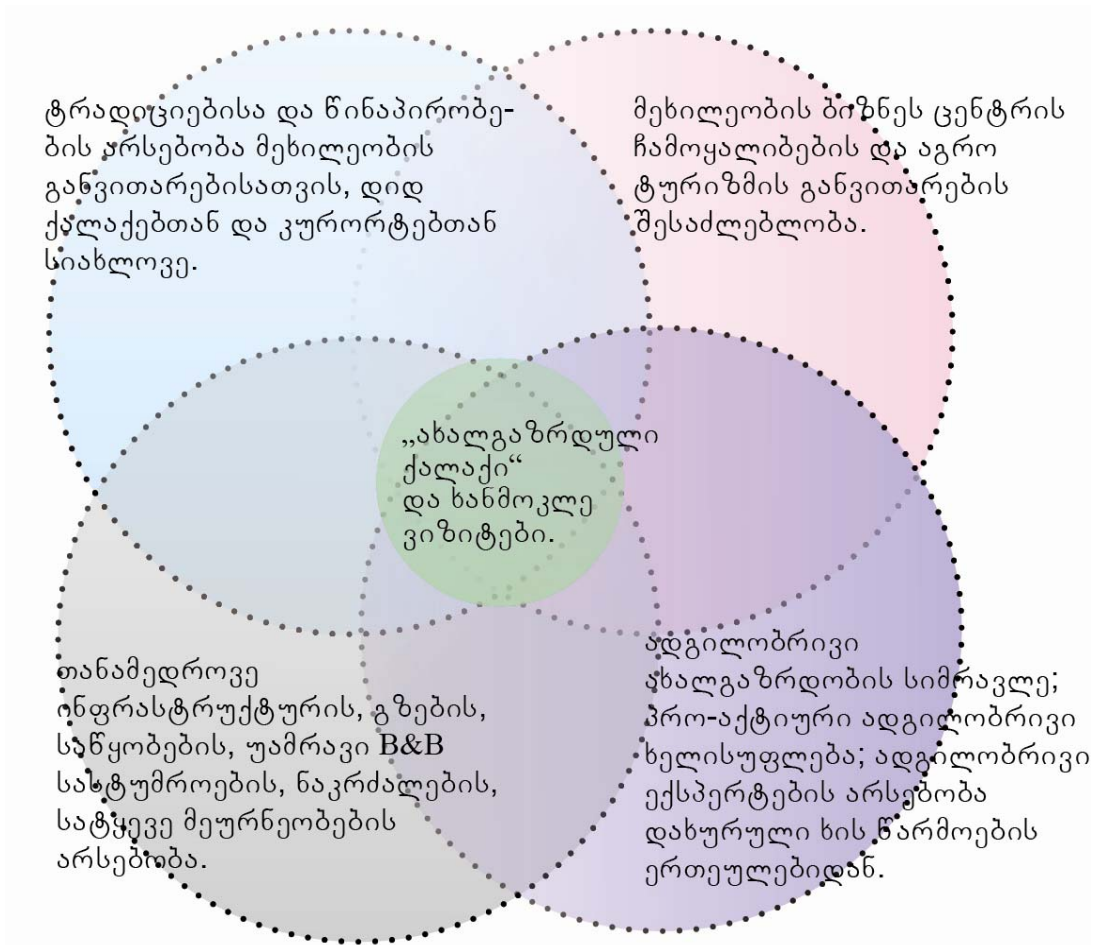 ტრადიციებისა და წინაპირობე-
ბის არსებობა მეხილეობის
განვითარებისათვის, დიდ
ქალაქებთან და კურორტებთან
სიახლოვე.
მეხილეობის ბიზნეს ცენტრის
ჩამოყალიბების და აგრო
ტურიზმის განვითარების
შესაძლებლობა.
„ახალგაზრდული
ქალაქი“
და ხანმოკლე
ვიზიტები.
თანამედროვე
ინფრასტრუქტურის, გზების,
საწყობების, უამრავი B&B
სასტუმროების, ნაკრძალების,
სატყევე მეურნეობების
არსებობა.
ადგილობრივი
ახალგაზრდობის სიმრავლე;
პრო-აქტიური ადგილობრივი
ხელისუფლება; ადგილობრივი
ექსპერტების არსებობა
დახურული ხის წარმოების
ერთეულებიდან.